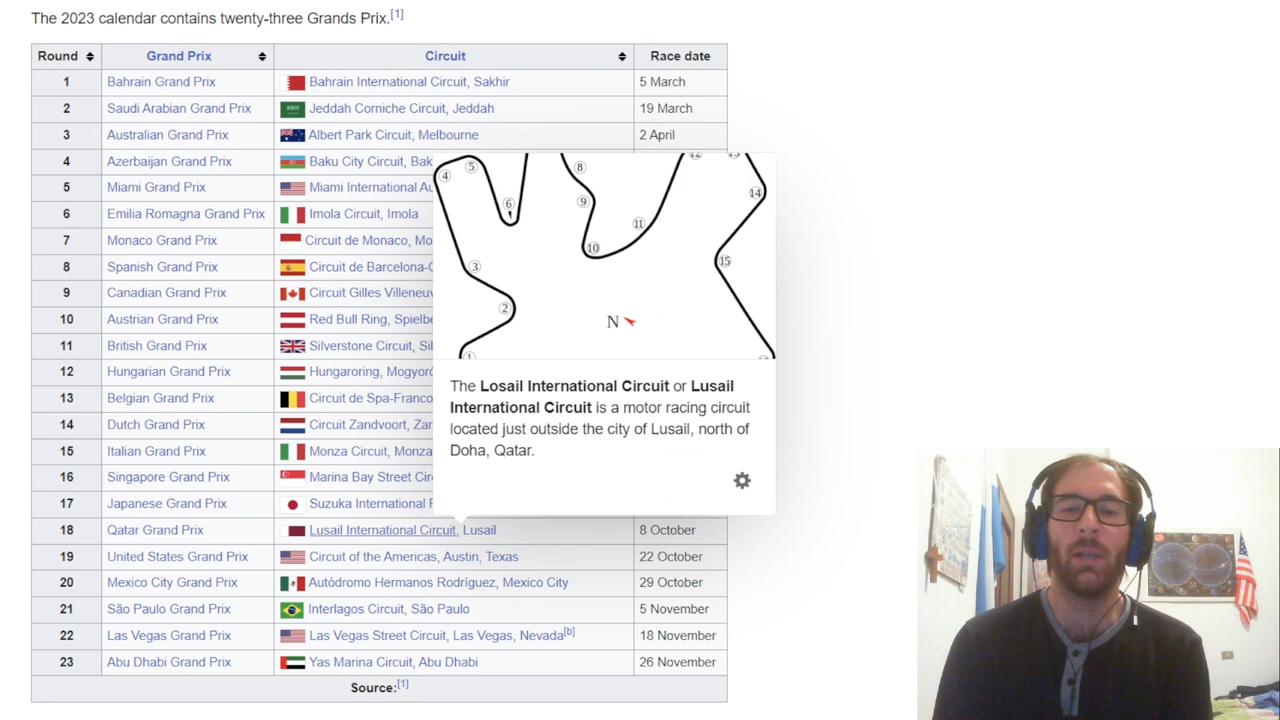 The 2023 calendar contains twenty-three Grands Prix.[1]
Round Grand Prix Circuit Race date
1 Bahrain Grand Prix Bahrain International Circuit, Sakhir 5 March
2 Saudi Arabian Grand Prix Jeddah Corniche Circuit, Jeddah 19 March
3 Australian Grand Prix Albert Park Circuit, Melbourne 2 April
4 Azerbaijan Grand Prix Baku City Circuit, Bak
5 Miami Grand Prix Miami International Au
6 Emilia Romagna Grand Prix Imola Circuit, Imola
7 Monaco Grand Prix Circuit de Monaco, Mo
8 Spanish Grand Prix Circuit de Barcelona-C
9 Canadian Grand Prix Circuit Gilles Villeneuv
10 Austrian Grand Prix Red Bull Ring, Spielbe
11 British Grand Prix Silverstone Circuit, Sil
12 Hungarian Grand Prix Hungaroring, Mogyoró
13 Belgian Grand Prix Circuit de Spa-Franco
14 Dutch Grand Prix Circuit Zandvoort, Zan
15 Italian Grand Prix Monza Circuit, Monza
16 Singapore Grand Prix Marina Bay Street Cir
17 Japanese Grand Prix Suzuka International R
18 Qatar Grand Prix Lusail International Circuit, Lusail 8 October
19 United States Grand Prix Circuit of the Americas, Austin, Texas 22 October
20 Mexico City Grand Prix Autódromo Hermanos Rodríguez, Mexico City 29 October
21 São Paulo Grand Prix Interlagos Circuit, São Paulo 5 November
22 Las Vegas Grand Prix Las Vegas Street Circuit, Las Vegas, Nevada[b] 18 November
23 Abu Dhabi Grand Prix Yas Marina Circuit, Abu Dhabi 26 November
Source:[1]
5 8 12 13
4 14
6 9
11
10
3 15
2
N
1
The Losail International Circuit or Lusail
International Circuit is a motor racing circuit
located just outside the city of Lusail, north of
Doha, Qatar.